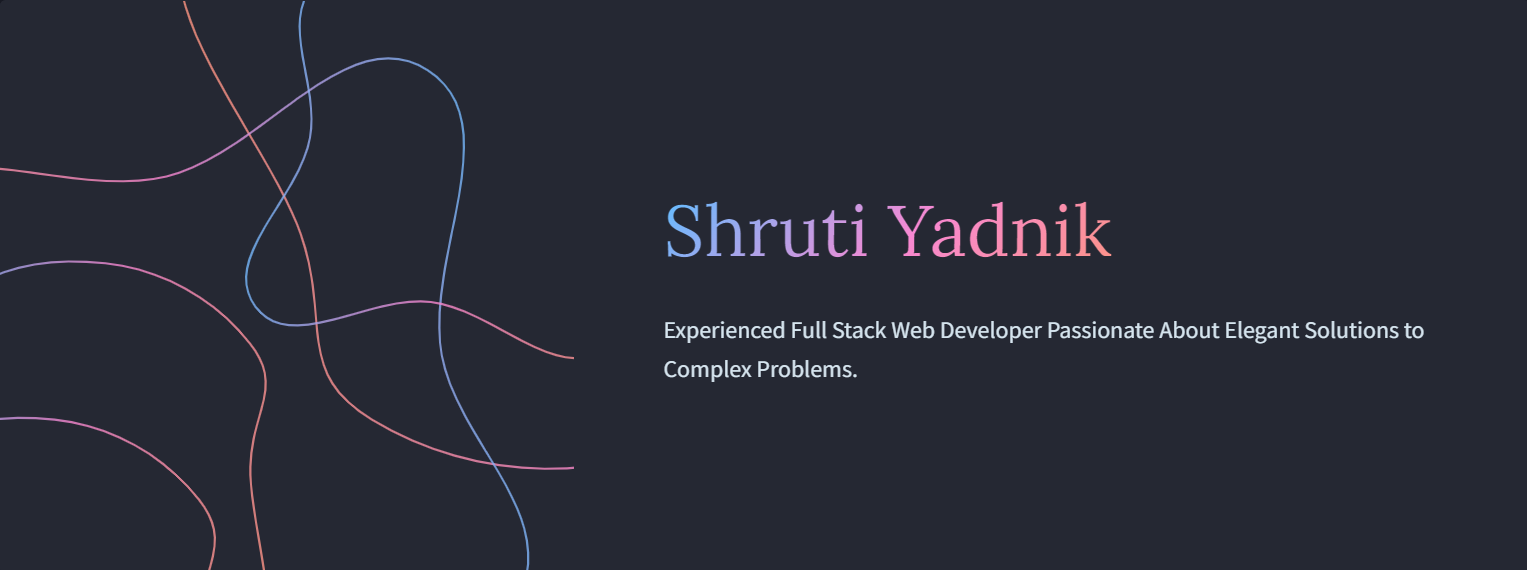 Shruti Yadnik
Experienced Full Stack Web Developer Passionate About Elegant Solutions to
Complex Problems.